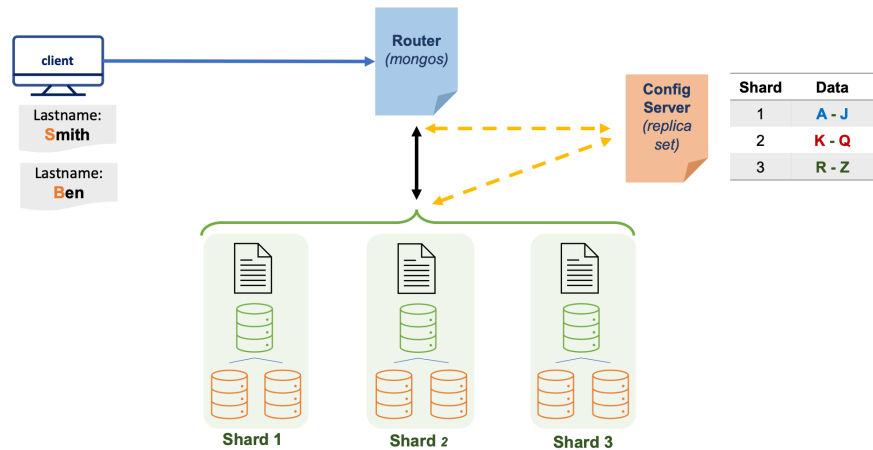 client
Lastname:
Smith
Lastname:
Ben
Router
(mongos)
Config
Server
(replica
set)
Shard Data
1 A - J
2 K - Q
3 R - Z
Shard 1
Shard 2
Shard 3